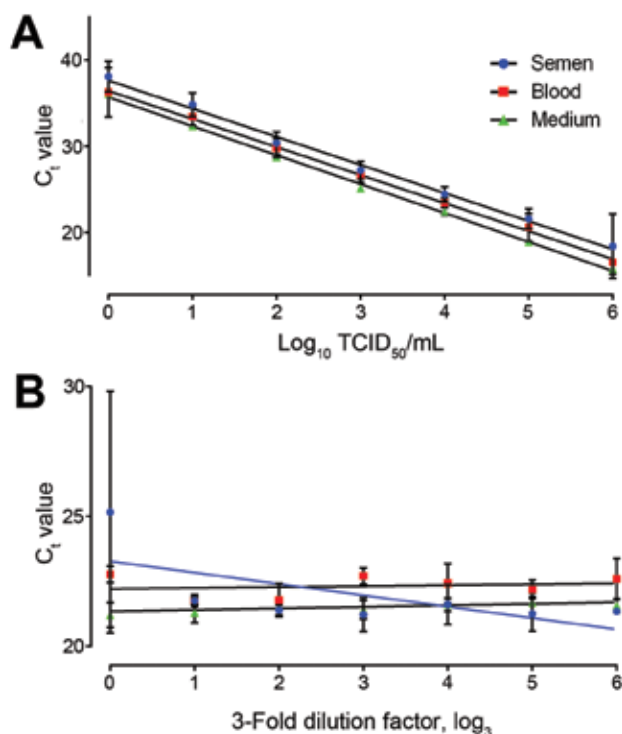 A
40
30
20
Cₜ value
Semen
Blood
Medium
0 1 2 3 4 5 6
Log₁₀ TCID₅₀/mL
B
30
25
20
Cₜ value
0 1 2 3 4 5 6
3-Fold dilution factor, log₃